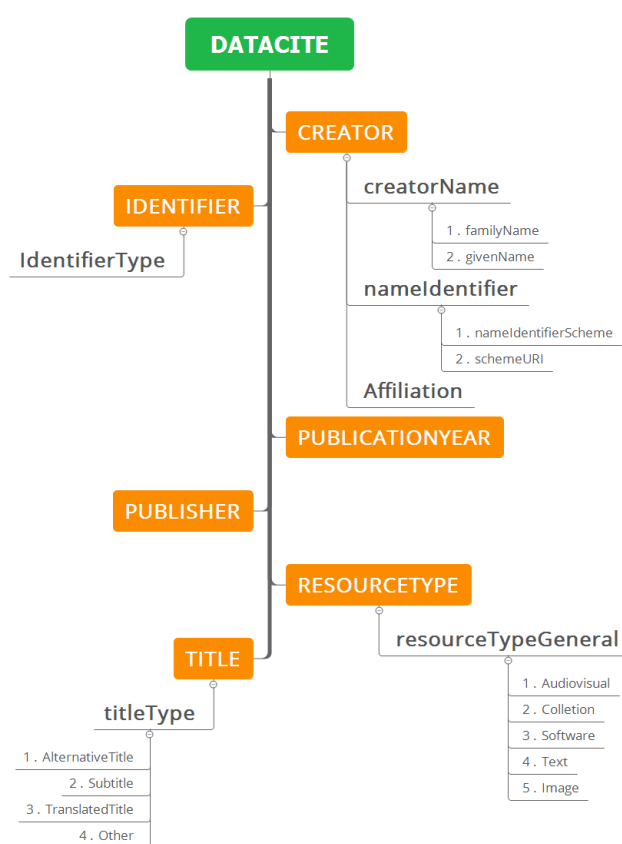 DATACITE
CREATOR
creatorName
1 . familyName
2 . givenName
nameIdentifier
1 . nameIdentifierScheme
2 . schemeURI
Affiliation
IDENTIFIER
IdentifierType
PUBLICATIONYEAR
PUBLISHER
RESOURCETYPE
resourceTypeGeneral
1 . Audiovisual
2 . Colletion
3 . Software
4 . Text
5 . Image
TITLE
titleType
1 . AlternativeTitle
2 . Subtitle
3 . TranslatedTitle
4 . Other